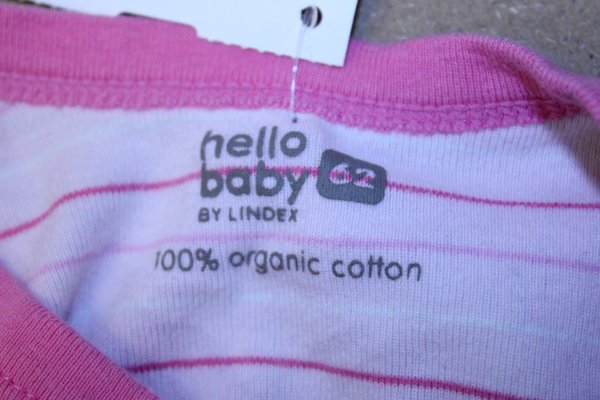 hello
baby 62
BY LINDEX
100% organic cotton